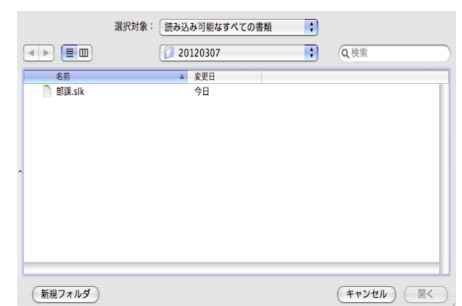 選択対象： 読み込み可能なすべての書類
20120307 検索
名前 変更日
部課.slk 今日
新規フォルダ キャンセル 開く